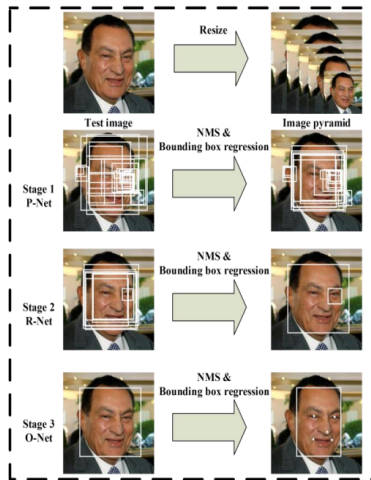 Resize
Test image
Image pyramid
NMS &
Bounding box regression
Stage 1
P-Net
NMS &
Bounding box regression
Stage 2
R-Net
NMS &
Bounding box regression
Stage 3
O-Net